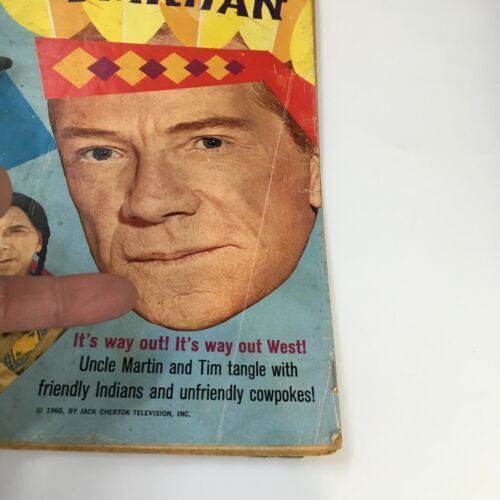 MARTIAN
It's way out! It's way out West!
Uncle Martin and Tim tangle with
friendly Indians and unfriendly cowpokes!
© 1966, BY JACK CHERTOK TELEVISION, INC.